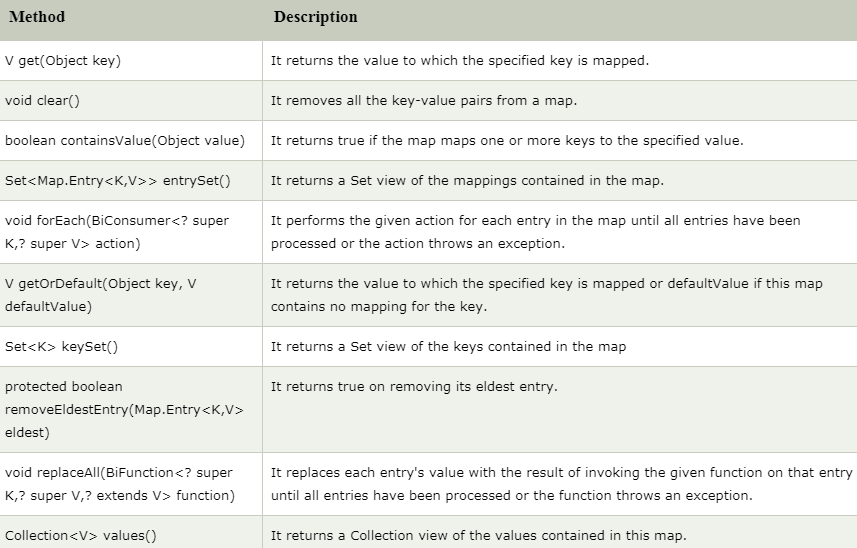 Method Description
V get(Object key) It returns the value to which the specified key is mapped.
void clear() It removes all the key-value pairs from a map.
boolean containsValue(Object value) It returns true if the map maps one or more keys to the specified value.
Set<Map.Entry<K,V>> entrySet() It returns a Set view of the mappings contained in the map.
void forEach(BiConsumer<? super It performs the given action for each entry in the map until all entries have been
K,? super V> action) processed or the action throws an exception.
V getOrDefault(Object key, V It returns the value to which the specified key is mapped or defaultValue if this map
defaultValue) contains no mapping for the key.
Set<K> keySet() It returns a Set view of the keys contained in the map
protected boolean It returns true on removing its eldest entry.
removeEldestEntry(Map.Entry<K,V>
eldest)
void replaceAll(BiFunction<? super It replaces each entry's value with the result of invoking the given function on that entry
K,? super V,? extends V> function) until all entries have been processed or the function throws an exception.
Collection<V> values() It returns a Collection view of the values contained in this map.